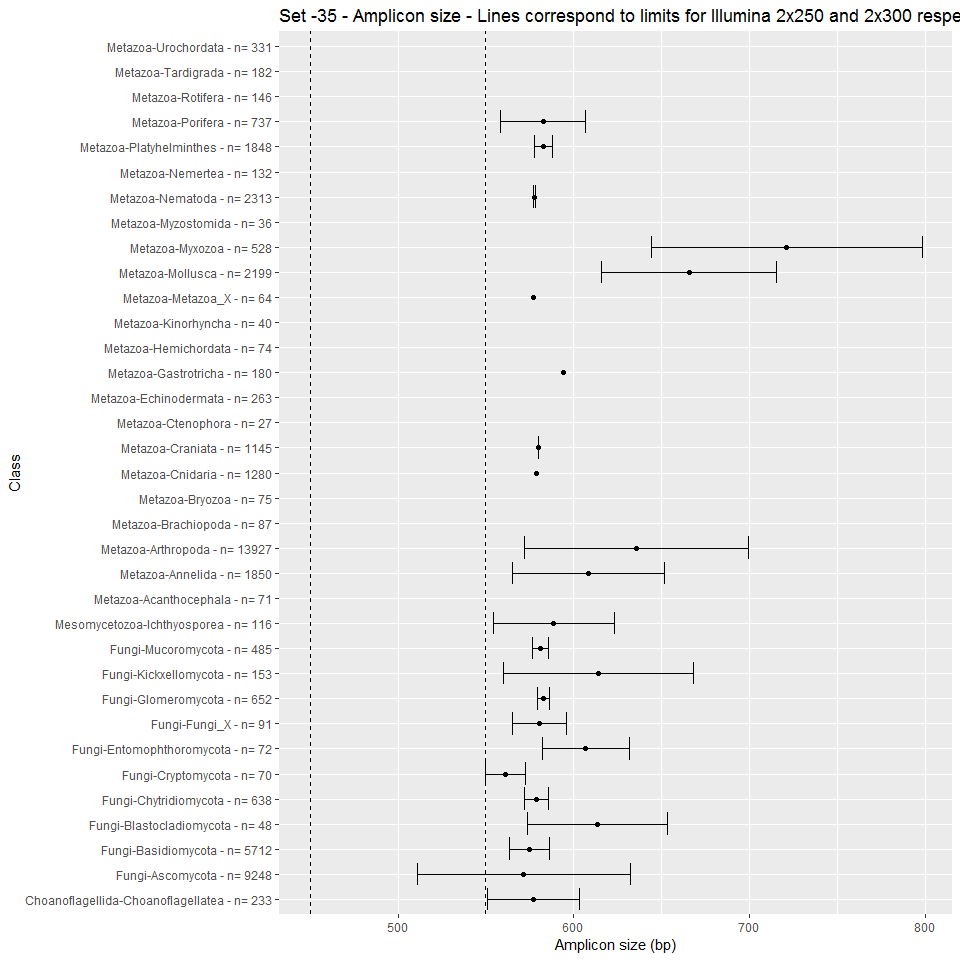 Set -35 - Amplicon size - Lines correspond to limits for Illumina 2x250 and 2x300 respe
Metazoa-Urochordata - n= 331
Metazoa-Tardigrada - n= 182
Metazoa-Rotifera - n= 146
Metazoa-Porifera - n= 737
Metazoa-Platyhelminthes - n= 1848
Metazoa-Nemertea - n= 132
Metazoa-Nematoda - n= 2313
Metazoa-Myzostomida - n= 36
Metazoa-Myxozoa - n= 528
Metazoa-Mollusca - n= 2199
Metazoa-Metazoa_X - n= 64
Metazoa-Kinorhyncha - n= 40
Metazoa-Hemichordata - n= 74
Metazoa-Gastrotricha - n= 180
Metazoa-Echinodermata - n= 263
Metazoa-Ctenophora - n= 27
Metazoa-Craniata - n= 1145
Metazoa-Cnidaria - n= 1280
Metazoa-Bryozoa - n= 75
Metazoa-Brachiopoda - n= 87
Metazoa-Arthropoda - n= 13927
Metazoa-Annelida - n= 1850
Metazoa-Acanthocephala - n= 71
Mesomycetozoa-Ichthyosporea - n= 116
Fungi-Mucoromycota - n= 485
Fungi-Kickxellomycota - n= 153
Fungi-Glomeromycota - n= 652
Fungi-Fungi_X - n= 91
Fungi-Entomophthoromycota - n= 72
Fungi-Cryptomycota - n= 70
Fungi-Chytridiomycota - n= 638
Fungi-Blastocladiomycota - n= 48
Fungi-Basidiomycota - n= 5712
Fungi-Ascomycota - n= 9248
Choanoflagellida-Choanoflagellatea - n= 233
Class
500 600 700 800
Amplicon size (bp)